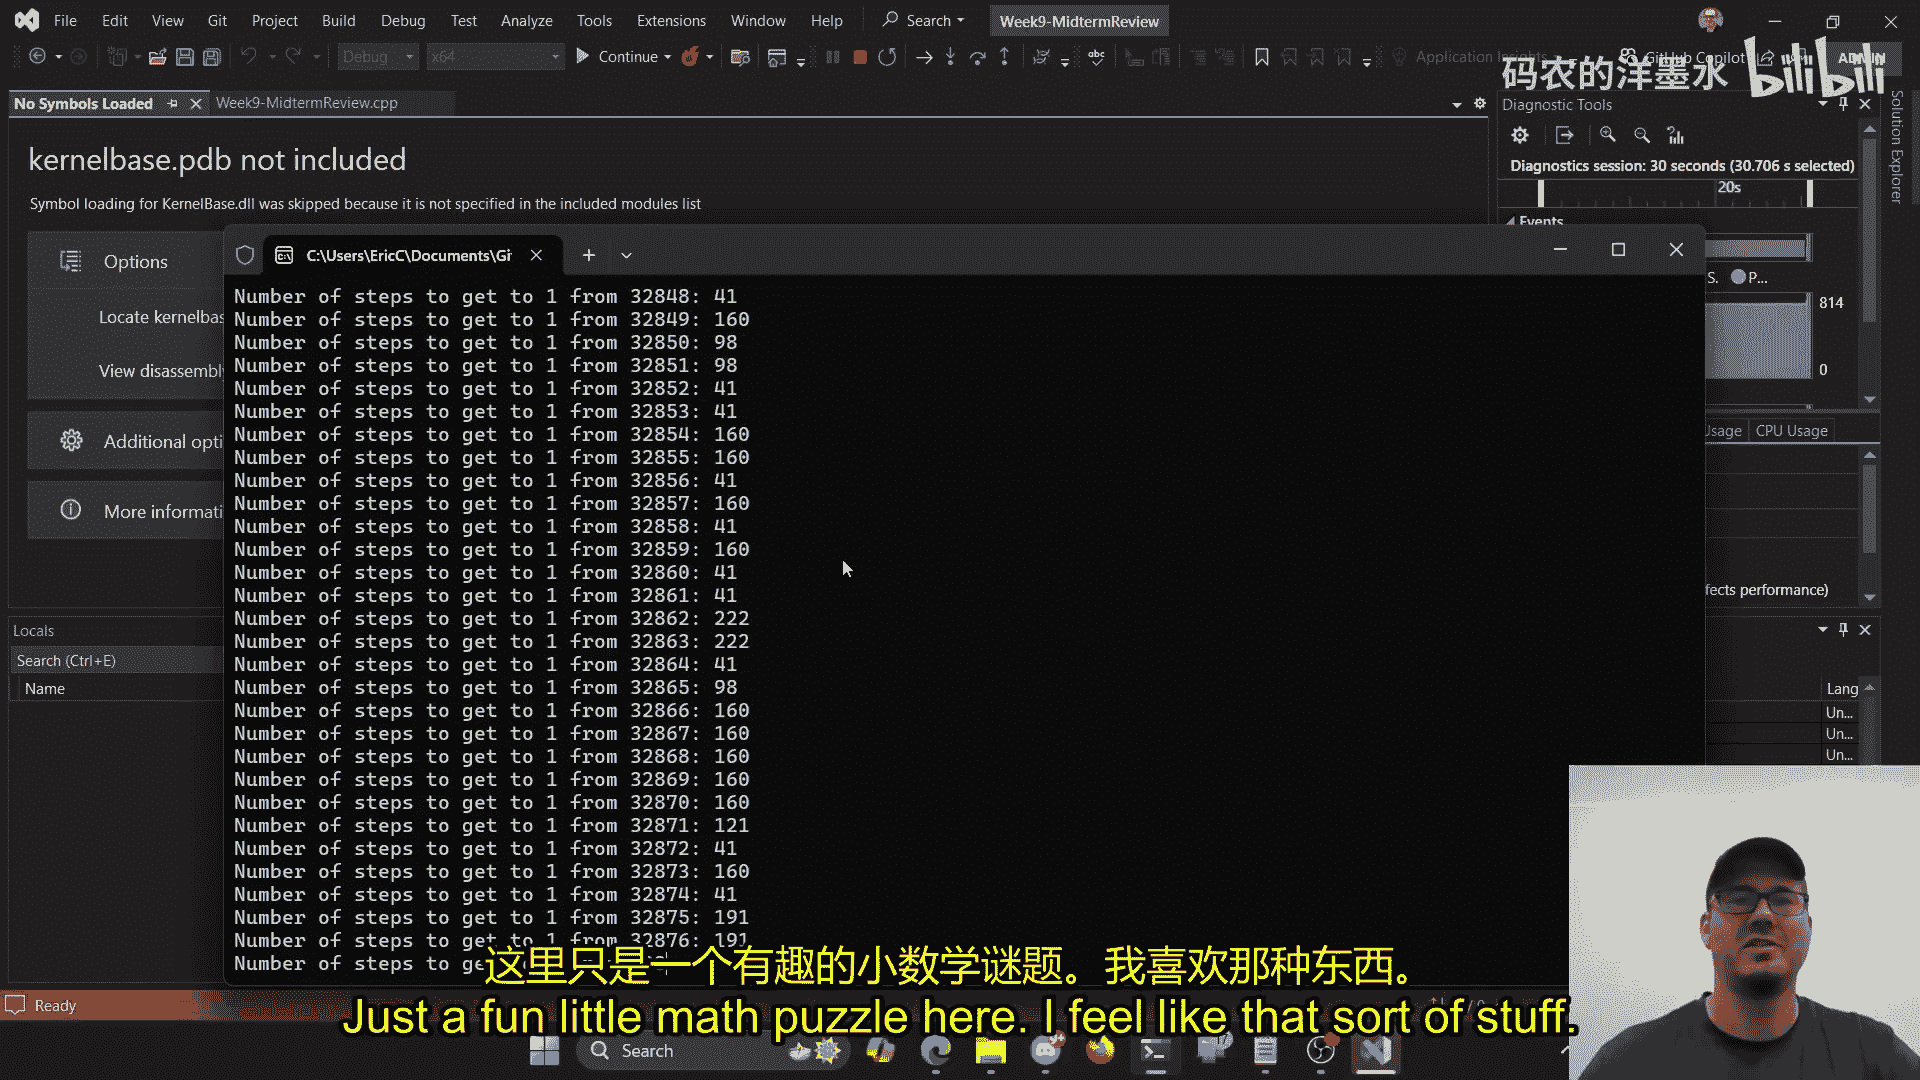 File Edit View Git Project Build Debug Test Analyze Tools Extensions Window Help Search Week9-MidtermReview
Debug x64 Continue Application GitHub Copilot
码农的洋墨水 bilibili
No Symbols Loaded Week9-MidtermReview.cpp
Diagnostic Tools
Solution Explorer
kernelbase.pdb not included
Diagnostics session: 30 seconds (30.706 s selected)
20s
Symbol loading for KernelBase.dll was skipped because it is not specified in the included modules list
Events
Options
C:\Users\EricC\Documents\Gi
S. P...
814
0
Locate kernelbas
View disassembly
Additional opti
Usage CPU Usage
More informati
fects performance)
Number of steps to get to 1 from 32848: 41
Number of steps to get to 1 from 32849: 160
Number of steps to get to 1 from 32850: 98
Number of steps to get to 1 from 32851: 98
Number of steps to get to 1 from 32852: 41
Number of steps to get to 1 from 32853: 41
Number of steps to get to 1 from 32854: 160
Number of steps to get to 1 from 32855: 160
Number of steps to get to 1 from 32856: 41
Number of steps to get to 1 from 32857: 160
Number of steps to get to 1 from 32858: 41
Number of steps to get to 1 from 32859: 160
Number of steps to get to 1 from 32860: 41
Number of steps to get to 1 from 32861: 41
Number of steps to get to 1 from 32862: 222
Number of steps to get to 1 from 32863: 222
Number of steps to get to 1 from 32864: 41
Number of steps to get to 1 from 32865: 98
Number of steps to get to 1 from 32866: 160
Number of steps to get to 1 from 32867: 160
Number of steps to get to 1 from 32868: 160
Number of steps to get to 1 from 32869: 160
Number of steps to get to 1 from 32870: 160
Number of steps to get to 1 from 32871: 121
Number of steps to get to 1 from 32872: 41
Number of steps to get to 1 from 32873: 160
Number of steps to get to 1 from 32874: 41
Number of steps to get to 1 from 32875: 191
Number of steps to get to 1 from 32876: 191
Number of steps to ge
Locals
Search (Ctrl+E)
Name
Lang
Un...
Un...
Un...
这里只是一个有趣的小数学谜题。我喜欢那种东西。
Just a fun little math puzzle here. I feel like that sort of stuff.
Ready
Search